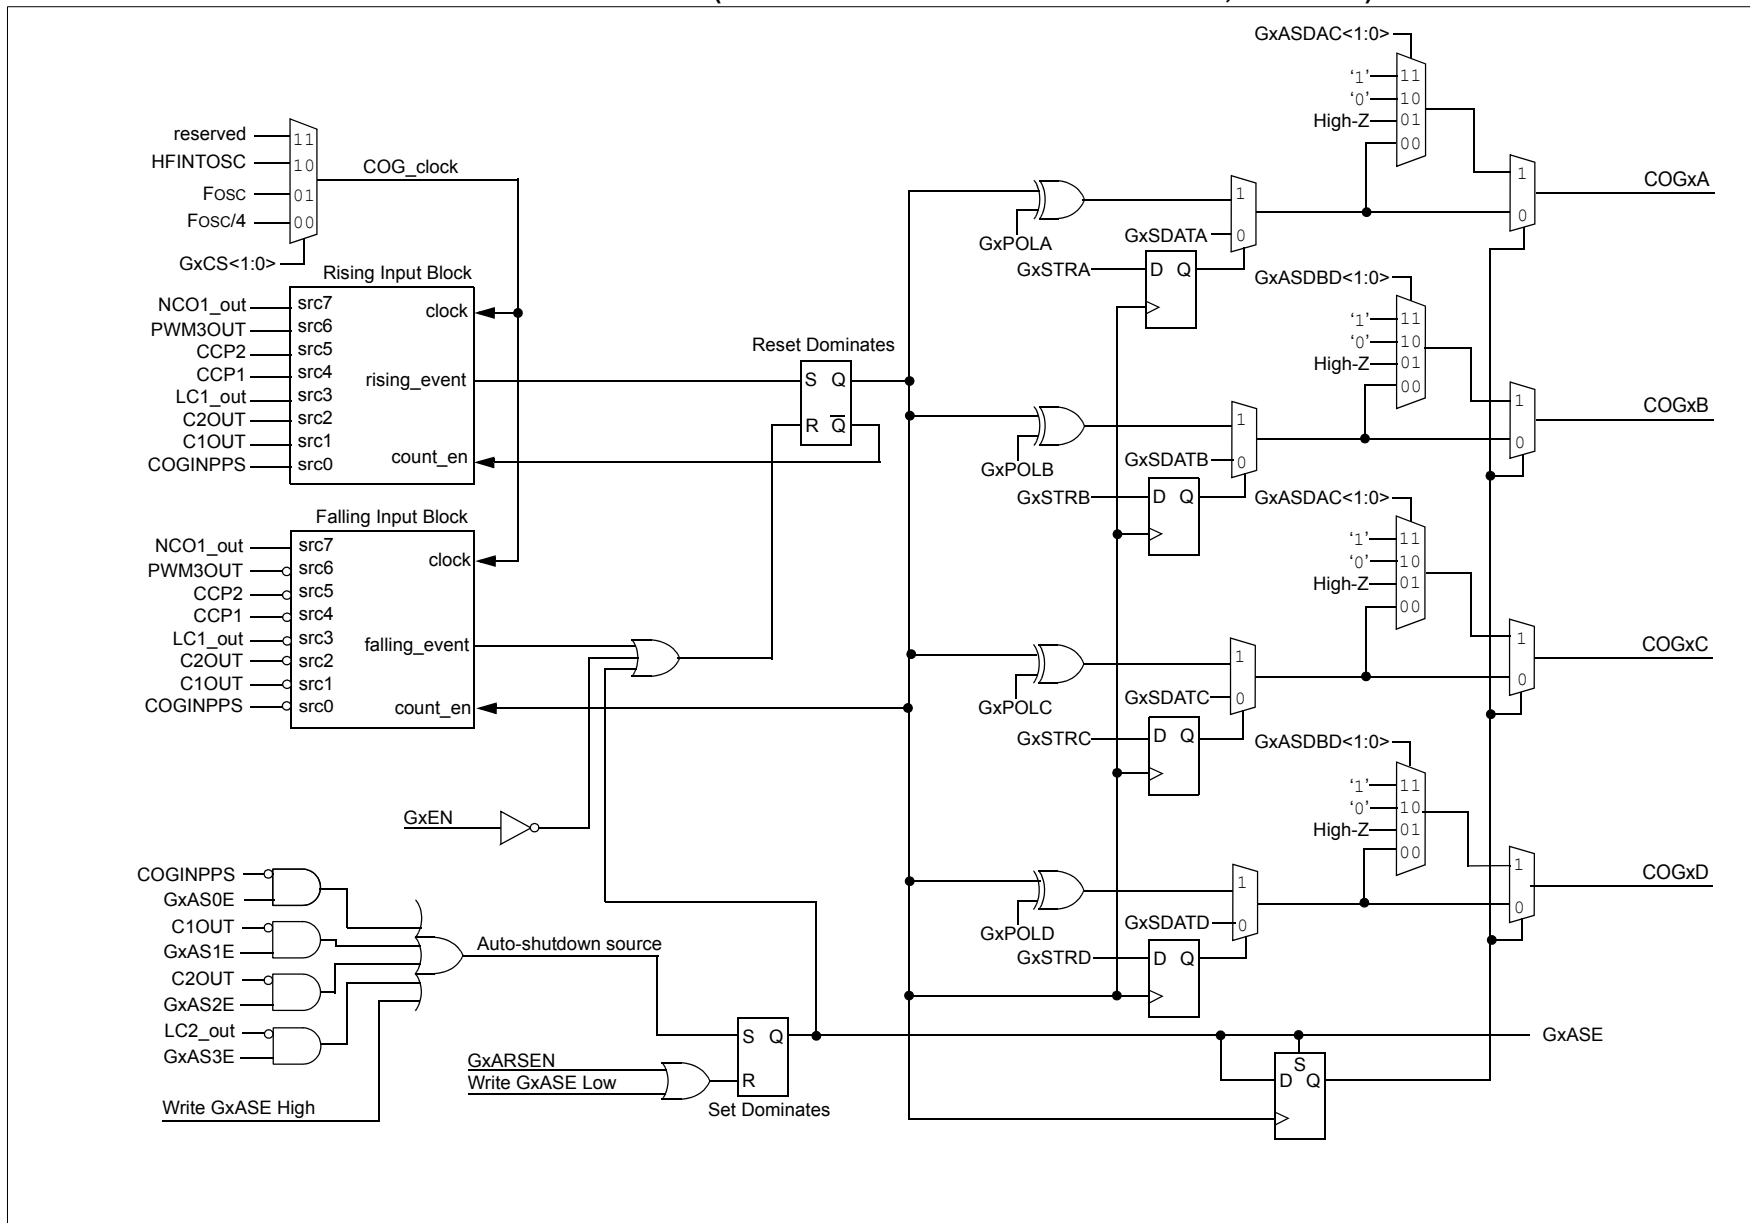 GxASDAC<1:0>
'1' 11
'0' 10
High-Z 01
00
reserved 11
HFINTOSC 10
FOSC 01
FOSC/4 00
COG_clock
GxCS<1:0>
1
0
COGxA
1
GxSDATA 0
GxPOLA
GxSTRA D Q
Rising Input Block
NCO1_out src7
PWM3OUT src6
CCP2 src5
CCP1 src4
LC1_out src3
C2OUT src2
C1OUT src1
COGINPPS src0
clock
rising_event
count_en
Reset Dominates
S Q
R Q
GxASDBD<1:0>
'1' 11
'0' 10
High-Z 01
00
1
0
COGxB
1
GxSDATB 0
GxPOLB
GxSTRB D Q
Falling Input Block
NCO1_out src7
PWM3OUT src6
CCP2 src5
CCP1 src4
LC1_out src3
C2OUT src2
C1OUT src1
COGINPPS src0
clock
falling_event
count_en
GxASDAC<1:0>
'1' 11
'0' 10
High-Z 01
00
1
0
COGxC
1
GxSDATC 0
GxPOLC
GxSTRC D Q
GxEN
GxASDBD<1:0>
'1' 11
'0' 10
High-Z 01
00
1
0
COGxD
1
GxSDATD 0
GxPOLD
GxSTRD D Q
COGINPPS
GxAS0E
C1OUT
GxAS1E
C2OUT
GxAS2E
LC2_out
GxAS3E
Write GxASE High
Auto-shutdown source
GxARSEN
Write GxASE Low
S Q
R
Set Dominates
GxASE
S
D Q